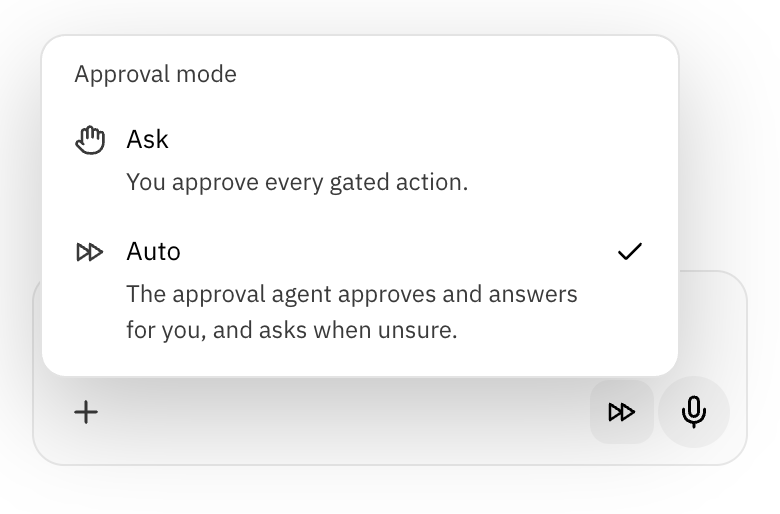 Approval mode
Ask
You approve every gated action.
Auto
The approval agent approves and answers
for you, and asks when unsure.